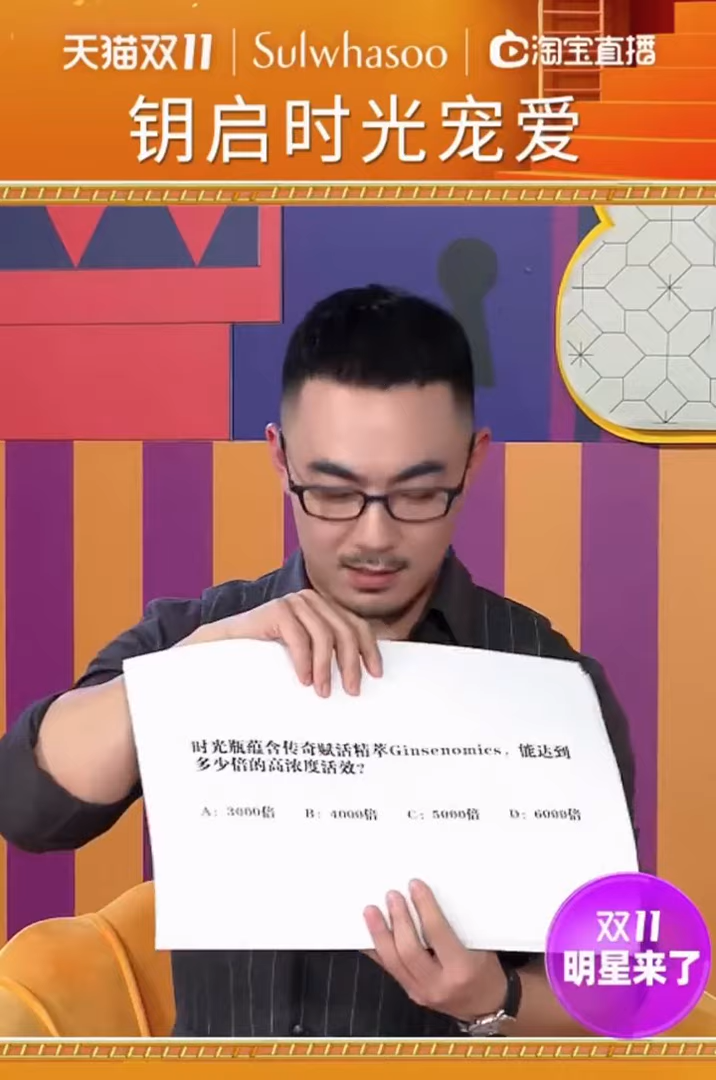 天猫双11 | Sulwhasoo | 淘宝直播
钥启时光宠爱
时光瓶蕴含传奇赋活精萃Ginsenomics，能达到
多少倍的高浓度活效？
A：3000倍 B：4000倍 C：5000倍 D：6000倍
双11
明星来了